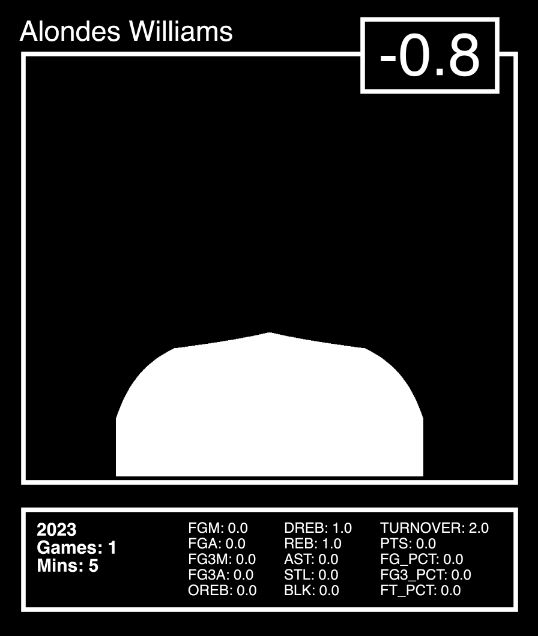 Alondes Williams
-0.8
2023
Games: 1
Mins: 5
FGM: 0.0
FGA: 0.0
FG3M: 0.0
FG3A: 0.0
OREB: 0.0
DREB: 1.0
REB: 1.0
AST: 0.0
STL: 0.0
BLK: 0.0
TURNOVER: 2.0
PTS: 0.0
FG_PCT: 0.0
FG3_PCT: 0.0
FT_PCT: 0.0